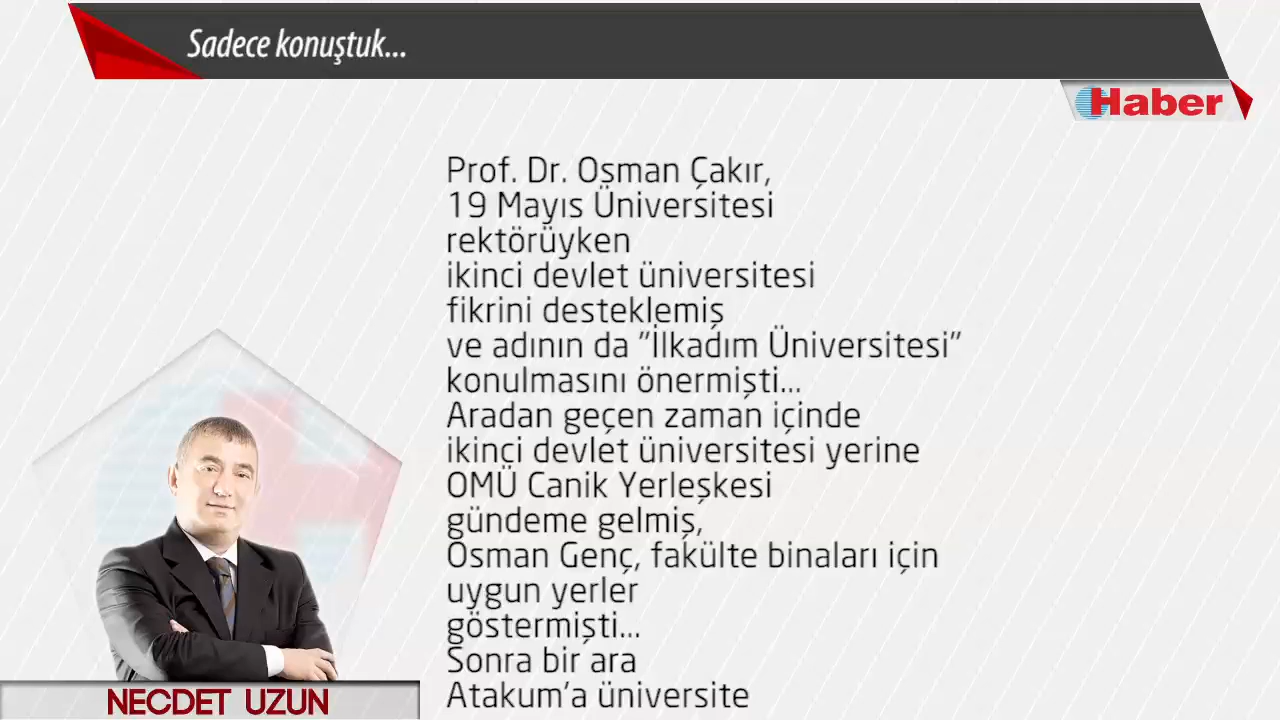 Sadece konuştuk...
Haber
Prof. Dr. Osman Çakır,
19 Mayıs Üniversitesi
rektörüyken
ikinci devlet üniversitesi
fikrini desteklemiş
ve adının da "İlkadım Üniversitesi"
konulmasını önermişti...
Aradan geçen zaman içinde
ikinci devlet üniversitesi yerine
OMÜ Canik Yerleşkesi
gündeme gelmiş,
Osman Genç, fakülte binaları için
uygun yerler
göstermişti...
Sonra bir ara
Atakum'a üniversite
NECDET UZUN